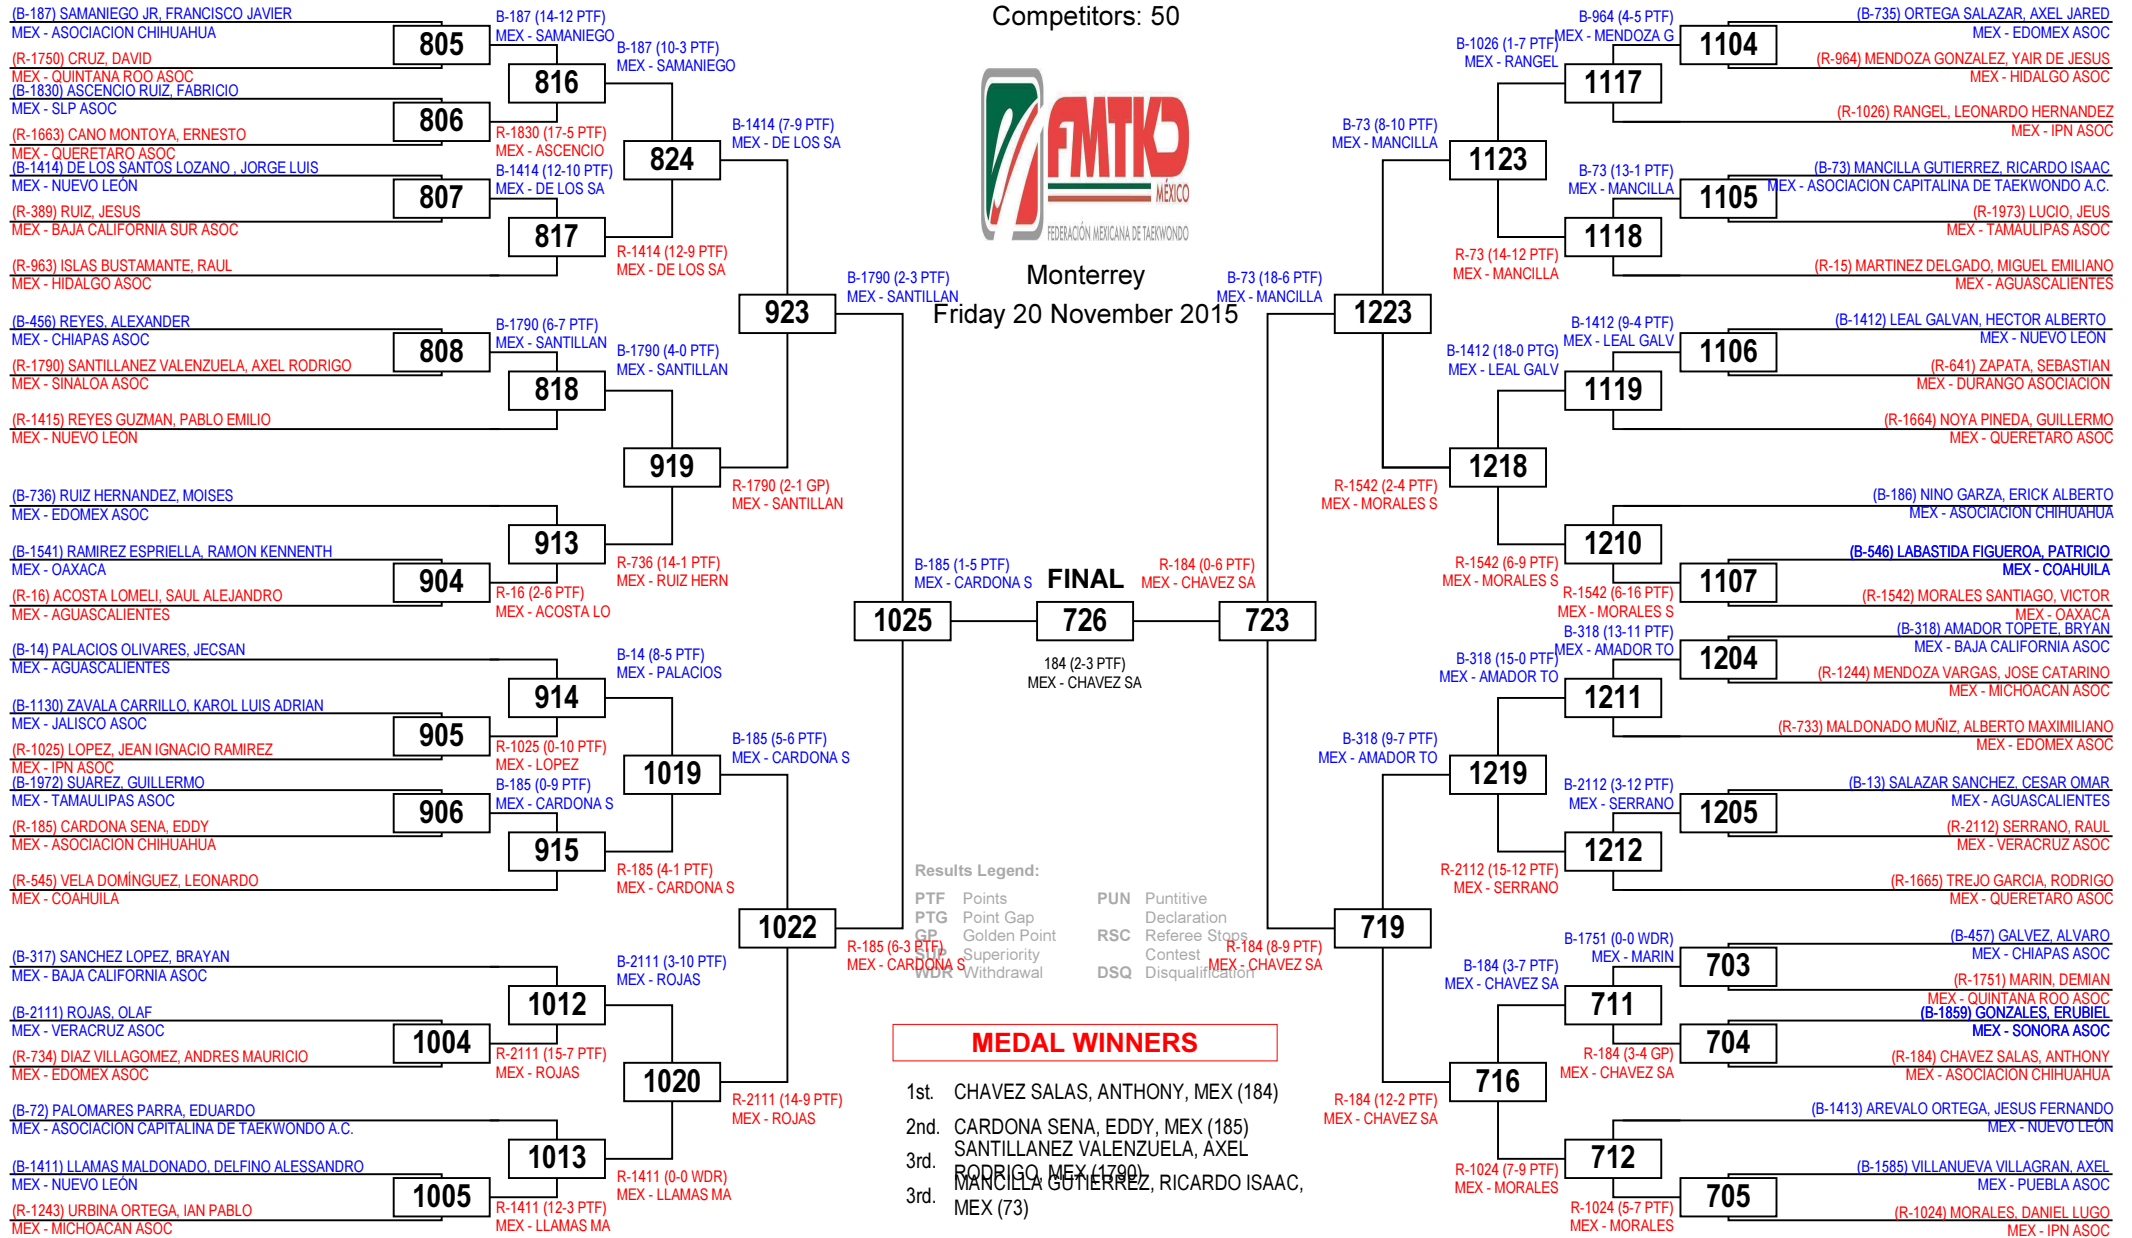 Competitors: 50
FMTKD
MÉXICO
FEDERACIÓN MEXICANA DE TAEKWONDO
Monterrey
Friday 20 November 2015
(B-187) SAMANIEGO JR, FRANCISCO JAVIER
MEX - ASOCIACION CHIHUAHUA
(R-1750) CRUZ, DAVID
MEX - QUINTANA ROO ASOC
(B-1830) ASCENCIO RUIZ, FABRICIO
MEX - SLP ASOC
(R-1663) CANO MONTOYA, ERNESTO
MEX - QUERETARO ASOC
(B-1414) DE LOS SANTOS LOZANO , JORGE LUIS
MEX - NUEVO LEÓN
(R-389) RUIZ, JESUS
MEX - BAJA CALIFORNIA SUR ASOC
(R-963) ISLAS BUSTAMANTE, RAUL
MEX - HIDALGO ASOC
(B-456) REYES, ALEXANDER
MEX - CHIAPAS ASOC
(R-1790) SANTILLANEZ VALENZUELA, AXEL RODRIGO
MEX - SINALOA ASOC
(R-1415) REYES GUZMAN, PABLO EMILIO
MEX - NUEVO LEÓN
(B-736) RUIZ HERNANDEZ, MOISES
MEX - EDOMEX ASOC
(B-1541) RAMIREZ ESPRIELLA, RAMON KENNENTH
MEX - OAXACA
(R-16) ACOSTA LOMELI, SAUL ALEJANDRO
MEX - AGUASCALIENTES
(B-14) PALACIOS OLIVARES, JECSAN
MEX - AGUASCALIENTES
(B-1130) ZAVALA CARRILLO, KAROL LUIS ADRIAN
MEX - JALISCO ASOC
(R-1025) LOPEZ, JEAN IGNACIO RAMIREZ
MEX - IPN ASOC
(B-1972) SUAREZ, GUILLERMO
MEX - TAMAULIPAS ASOC
(R-185) CARDONA SENA, EDDY
MEX - ASOCIACION CHIHUAHUA
(R-545) VELA DOMÍNGUEZ, LEONARDO
MEX - COAHUILA
(B-317) SANCHEZ LOPEZ, BRAYAN
MEX - BAJA CALIFORNIA ASOC
(B-2111) ROJAS, OLAF
MEX - VERACRUZ ASOC
(R-734) DIAZ VILLAGOMEZ, ANDRES MAURICIO
MEX - EDOMEX ASOC
(B-72) PALOMARES PARRA, EDUARDO
MEX - ASOCIACION CAPITALINA DE TAEKWONDO A.C.
(B-1411) LLAMAS MALDONADO, DELFINO ALESSANDRO
MEX - NUEVO LEÓN
(R-1243) URBINA ORTEGA, IAN PABLO
MEX - MICHOACAN ASOC
805
806
807
808
904
905
906
1004
1005
B-187 (14-12 PTF)
MEX - SAMANIEGO
816
R-1830 (17-5 PTF)
MEX - ASCENCIO
B-1414 (12-10 PTF)
MEX - DE LOS SA
817
B-1790 (6-7 PTF)
MEX - SANTILLAN
818
913
R-16 (2-6 PTF)
MEX - ACOSTA LO
914
R-1025 (0-10 PTF)
MEX - LOPEZ
B-185 (0-9 PTF)
MEX - CARDONA S
915
1012
R-2111 (15-7 PTF)
MEX - ROJAS
1013
R-1411 (12-3 PTF)
MEX - LLAMAS MA
B-187 (10-3 PTF)
MEX - SAMANIEGO
824
R-1414 (12-9 PTF)
MEX - DE LOS SA
B-1790 (4-0 PTF)
MEX - SANTILLAN
919
R-736 (14-1 PTF)
MEX - RUIZ HERN
B-14 (8-5 PTF)
MEX - PALACIOS
1019
R-185 (4-1 PTF)
MEX - CARDONA S
B-2111 (3-10 PTF)
MEX - ROJAS
1020
R-1411 (0-0 WDR)
MEX - LLAMAS MA
B-1414 (7-9 PTF)
MEX - DE LOS SA
923
R-1790 (2-1 GP)
MEX - SANTILLAN
B-185 (5-6 PTF)
MEX - CARDONA S
1022
R-2111 (14-9 PTF)
MEX - ROJAS
B-1790 (2-3 PTF)
MEX - SANTILLAN
1025
R-185 (6-3 PTF)
MEX - CARDONA S
B-185 (1-5 PTF)
MEX - CARDONA S
FINAL
726
184 (2-3 PTF)
MEX - CHAVEZ SA
R-184 (0-6 PTF)
MEX - CHAVEZ SA
B-73 (18-6 PTF)
MEX - MANCILLA
723
R-184 (8-9 PTF)
MEX - CHAVEZ SA
B-73 (8-10 PTF)
MEX - MANCILLA
1223
R-1542 (2-4 PTF)
MEX - MORALES S
B-318 (9-7 PTF)
MEX - AMADOR TO
719
R-184 (12-2 PTF)
MEX - CHAVEZ SA
B-1026 (1-7 PTF)
MEX - RANGEL
1123
R-73 (14-12 PTF)
MEX - MANCILLA
B-1412 (18-0 PTG)
MEX - LEAL GALV
1218
R-1542 (6-9 PTF)
MEX - MORALES S
B-318 (15-0 PTF)
MEX - AMADOR TO
1219
R-2112 (15-12 PTF)
MEX - SERRANO
B-184 (3-7 PTF)
MEX - CHAVEZ SA
716
R-1024 (7-9 PTF)
MEX - MORALES
B-964 (4-5 PTF)
MEX - MENDOZA G
1117
B-73 (13-1 PTF)
MEX - MANCILLA
1118
B-1412 (9-4 PTF)
MEX - LEAL GALV
1119
1210
R-1542 (6-16 PTF)
MEX - MORALES S
B-318 (13-11 PTF)
MEX - AMADOR TO
1211
B-2112 (3-12 PTF)
MEX - SERRANO
1212
B-1751 (0-0 WDR)
MEX - MARIN
711
R-184 (3-4 GP)
MEX - CHAVEZ SA
712
R-1024 (5-7 PTF)
MEX - MORALES
1104
1105
1106
1107
1204
1205
703
704
705
(B-735) ORTEGA SALAZAR, AXEL JARED
MEX - EDOMEX ASOC
(R-964) MENDOZA GONZALEZ, YAIR DE JESUS
MEX - HIDALGO ASOC
(R-1026) RANGEL, LEONARDO HERNANDEZ
MEX - IPN ASOC
(B-73) MANCILLA GUTIERREZ, RICARDO ISAAC
MEX - ASOCIACION CAPITALINA DE TAEKWONDO A.C.
(R-1973) LUCIO, JEUS
MEX - TAMAULIPAS ASOC
(R-15) MARTINEZ DELGADO, MIGUEL EMILIANO
MEX - AGUASCALIENTES
(B-1412) LEAL GALVAN, HECTOR ALBERTO
MEX - NUEVO LEÓN
(R-641) ZAPATA, SEBASTIAN
MEX - DURANGO ASOCIACION
(R-1664) NOYA PINEDA, GUILLERMO
MEX - QUERETARO ASOC
(B-186) NINO GARZA, ERICK ALBERTO
MEX - ASOCIACION CHIHUAHUA
(B-546) LABASTIDA FIGUEROA, PATRICIO
MEX - COAHUILA
(R-1542) MORALES SANTIAGO, VICTOR
MEX - OAXACA
(B-318) AMADOR TOPETE, BRYAN
MEX - BAJA CALIFORNIA ASOC
(R-1244) MENDOZA VARGAS, JOSE CATARINO
MEX - MICHOACAN ASOC
(R-733) MALDONADO MUÑIZ, ALBERTO MAXIMILIANO
MEX - EDOMEX ASOC
(B-13) SALAZAR SANCHEZ, CESAR OMAR
MEX - AGUASCALIENTES
(R-2112) SERRANO, RAUL
MEX - VERACRUZ ASOC
(R-1665) TREJO GARCIA, RODRIGO
MEX - QUERETARO ASOC
(B-457) GALVEZ, ALVARO
MEX - CHIAPAS ASOC
(R-1751) MARIN, DEMIAN
MEX - QUINTANA ROO ASOC
(B-1859) GONZALES, ERUBIEL
MEX - SONORA ASOC
(R-184) CHAVEZ SALAS, ANTHONY
MEX - ASOCIACION CHIHUAHUA
(B-1413) AREVALO ORTEGA, JESUS FERNANDO
MEX - NUEVO LEÓN
(B-1585) VILLANUEVA VILLAGRAN, AXEL
MEX - PUEBLA ASOC
(R-1024) MORALES, DANIEL LUGO
MEX - IPN ASOC
Results Legend:
PTF Points
PTG Point Gap
GP Golden Point
SUP Superiority
WDR Withdrawal
PUN Puntitive
Declaration
RSC Referee Stops
Contest
DSQ Disqualification
MEDAL WINNERS
1st. CHAVEZ SALAS, ANTHONY, MEX (184)
2nd. CARDONA SENA, EDDY, MEX (185)
3rd. SANTILLANEZ VALENZUELA, AXEL
RODRIGO, MEX (1790)
3rd. MANCILLA GUTIERREZ, RICARDO ISAAC,
MEX (73)